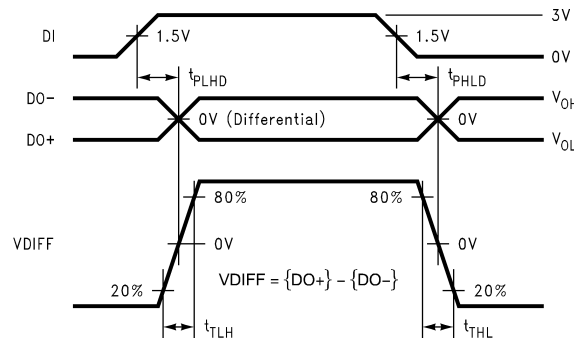 3V
DI
1.5V
1.5V
0V
tPLHD
tPHLD
DO-
VOH
0V (Differential)
0V
DO+
VOL
80%
80%
VDIFF
0V
0V
VDIFF = {DO+} - {DO-}
20%
20%
tTLH
tTHL